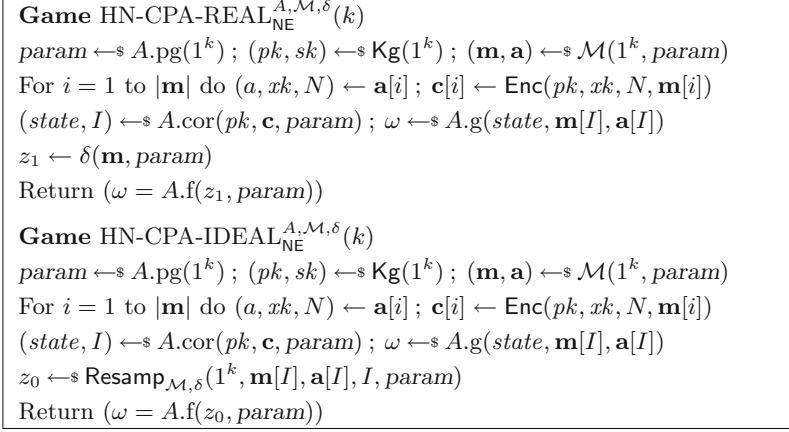 Game HN-CPA-REAL_{NE}^{A,ℳ,δ}(k)
param ←$ A.pg(1^k) ; (pk, sk) ←$ Kg(1^k) ; (m, a) ←$ ℳ(1^k, param)
For i = 1 to |m| do (a, xk, N) ← a[i] ; c[i] ← Enc(pk, xk, N, m[i])
(state, I) ←$ A.cor(pk, c, param) ; ω ←$ A.g(state, m[I], a[I])
z_1 ← δ(m, param)
Return (ω = A.f(z_1, param))
Game HN-CPA-IDEAL_{NE}^{A,ℳ,δ}(k)
param ←$ A.pg(1^k) ; (pk, sk) ←$ Kg(1^k) ; (m, a) ←$ ℳ(1^k, param)
For i = 1 to |m| do (a, xk, N) ← a[i] ; c[i] ← Enc(pk, xk, N, m[i])
(state, I) ←$ A.cor(pk, c, param) ; ω ←$ A.g(state, m[I], a[I])
z_0 ←$ Resamp_{ℳ,δ}(1^k, m[I], a[I], I, param)
Return (ω = A.f(z_0, param))